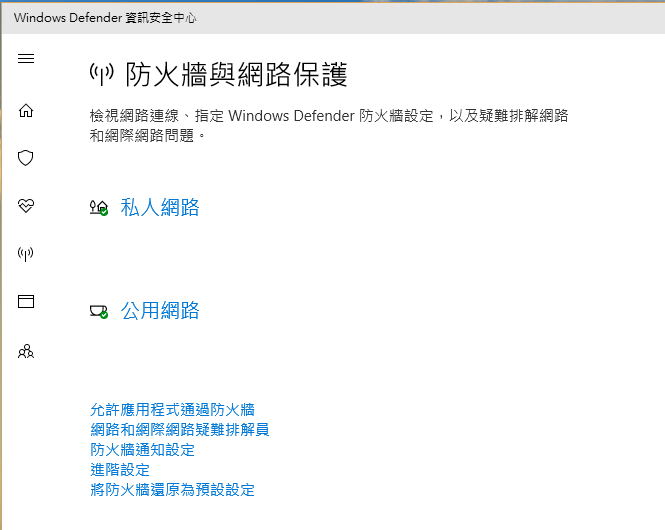 Windows Defender 資訊安全中心
防火牆與網路保護
檢視網路連線、指定 Windows Defender 防火牆設定，以及疑難排解網路
和網際網路問題。
私人網路
公用網路
允許應用程式通過防火牆
網路和網際網路疑難排解員
防火牆通知設定
進階設定
將防火牆還原為預設設定